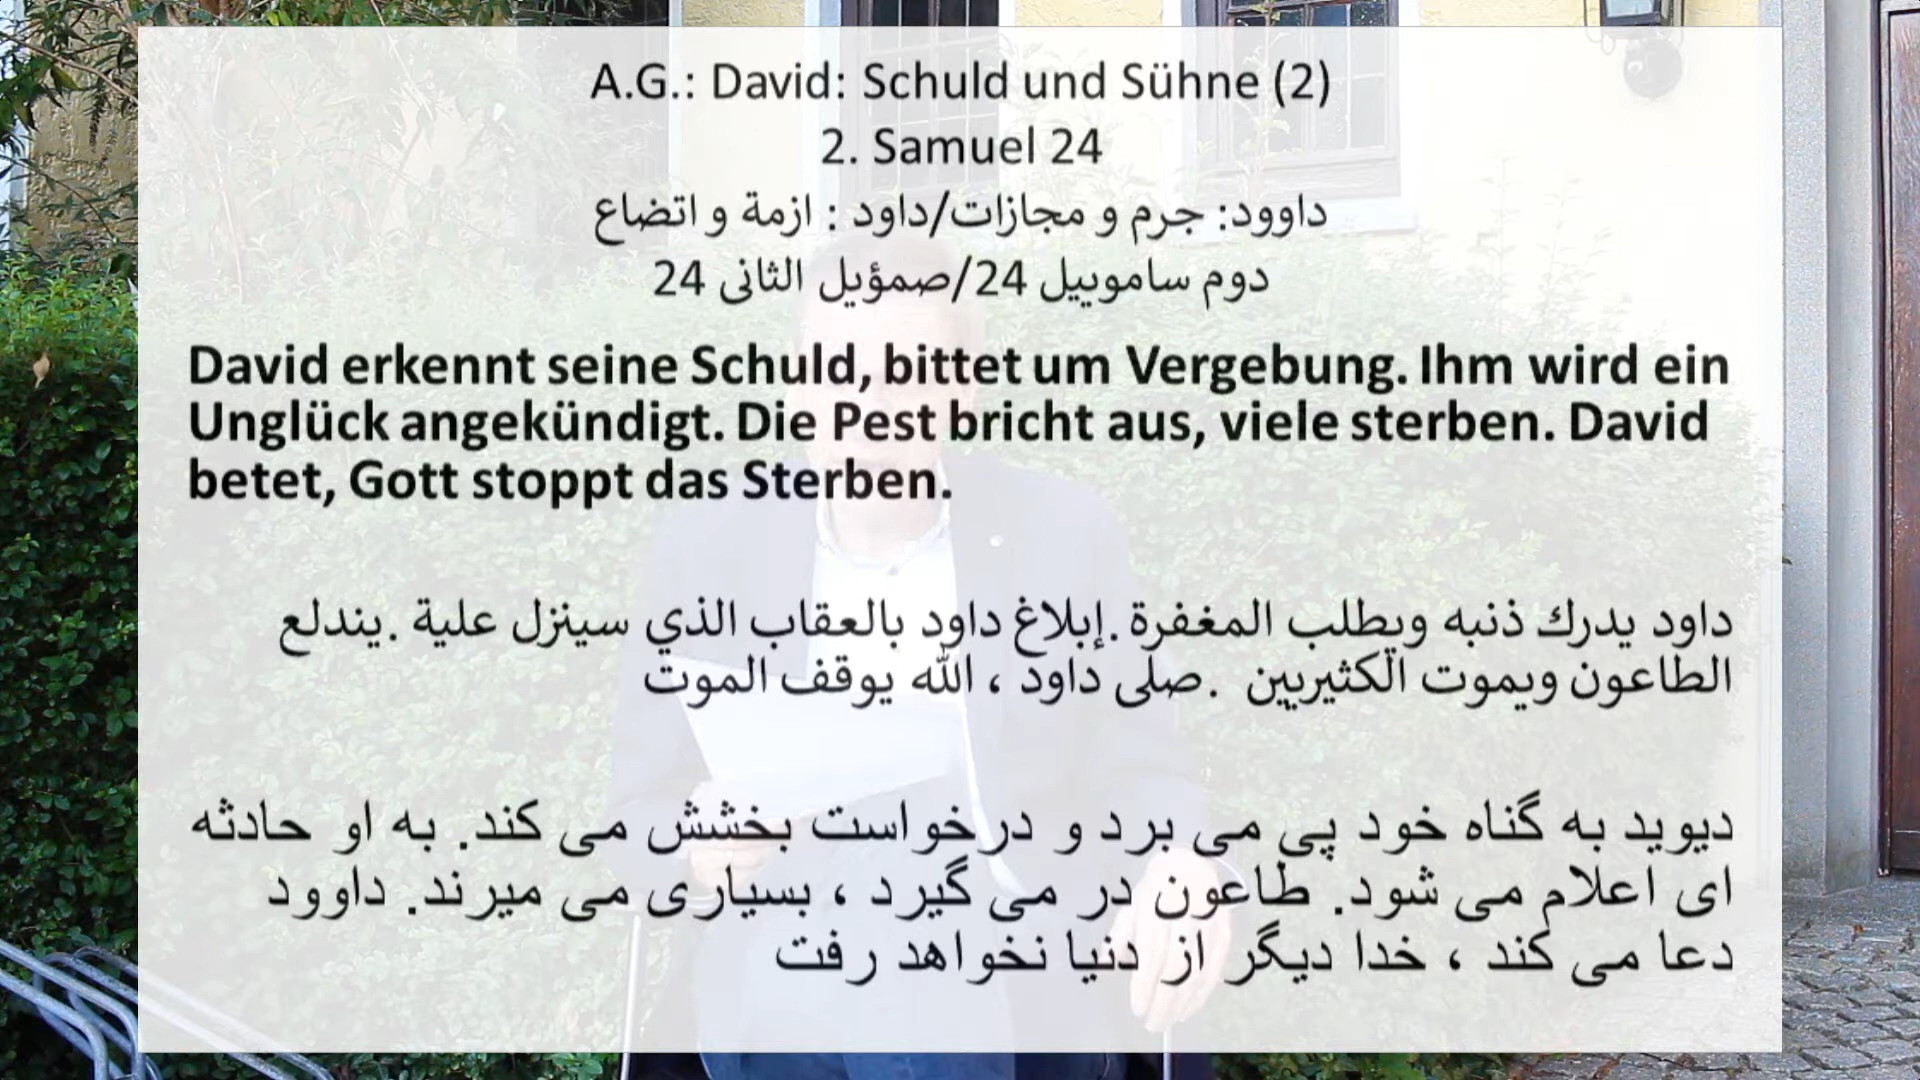 A.G.: David: Schuld und Sühne (2)
2. Samuel 24
داوود: جرم و مجازات/داود : ازمة و اتضاع
دوم سامویيل 24/صمؤيل الثانى 24
David erkennt seine Schuld, bittet um Vergebung. Ihm wird ein
Unglück angekündigt. Die Pest bricht aus, viele sterben. David
betet, Gott stoppt das Sterben.
داود يدرك ذنبه ويطلب المغفرة .إبلاغ داود بالعقاب الذي سينزل علية .يندلع
الطاعون ويموت الكثيريين .صلى داود ، الله يوقف الموت
دیوید به گناه خود پی می برد و درخواست بخشش می کند. به او حادثه
ای اعلام می شود. طاعون در می گیرد ، بسیاری می میرند. داوود
دعا می کند ، خدا دیگر از دنیا نخواهد رفت